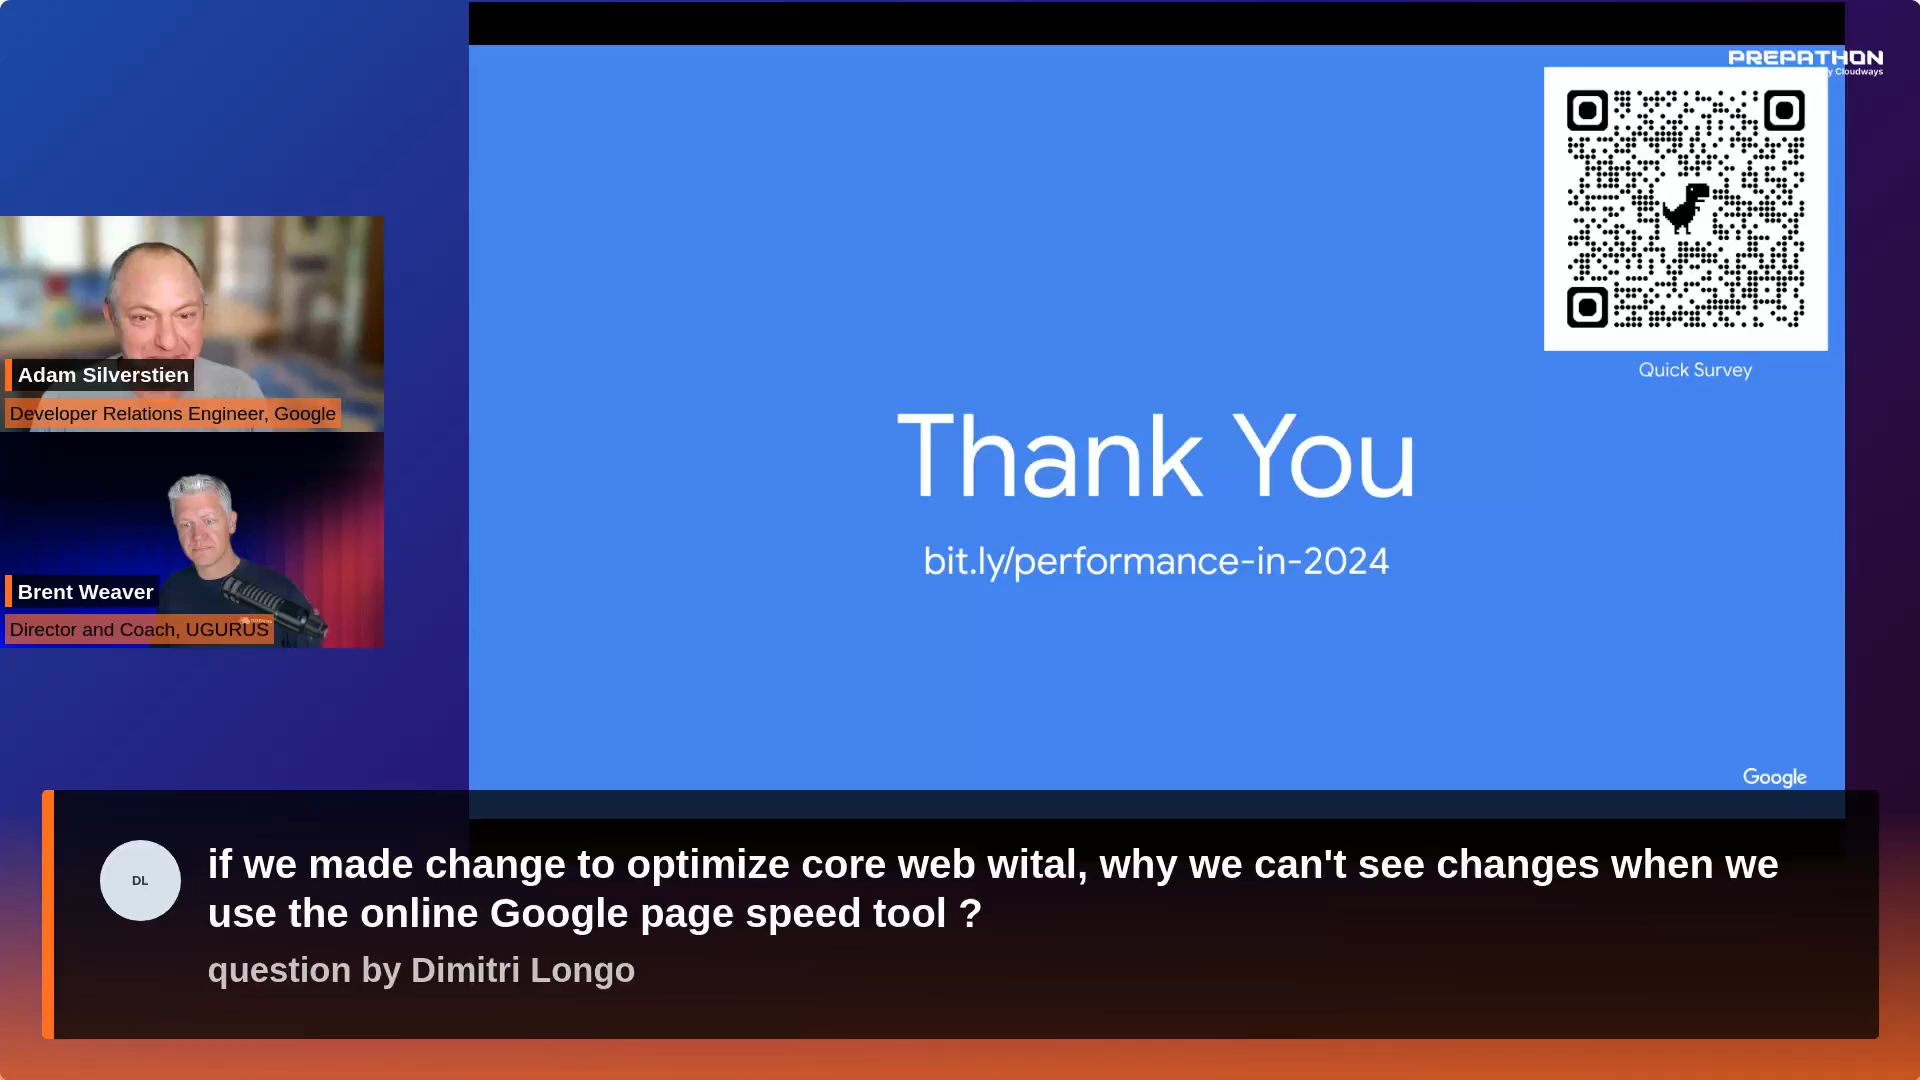 PREPATHON
y Cloudways
Quick Survey
Thank You
bit.ly/performance-in-2024
Google
Adam Silverstien
Developer Relations Engineer, Google
Brent Weaver
Director and Coach, UGURUS
DL
if we made change to optimize core web wital, why we can't see changes when we
use the online Google page speed tool ?
question by Dimitri Longo